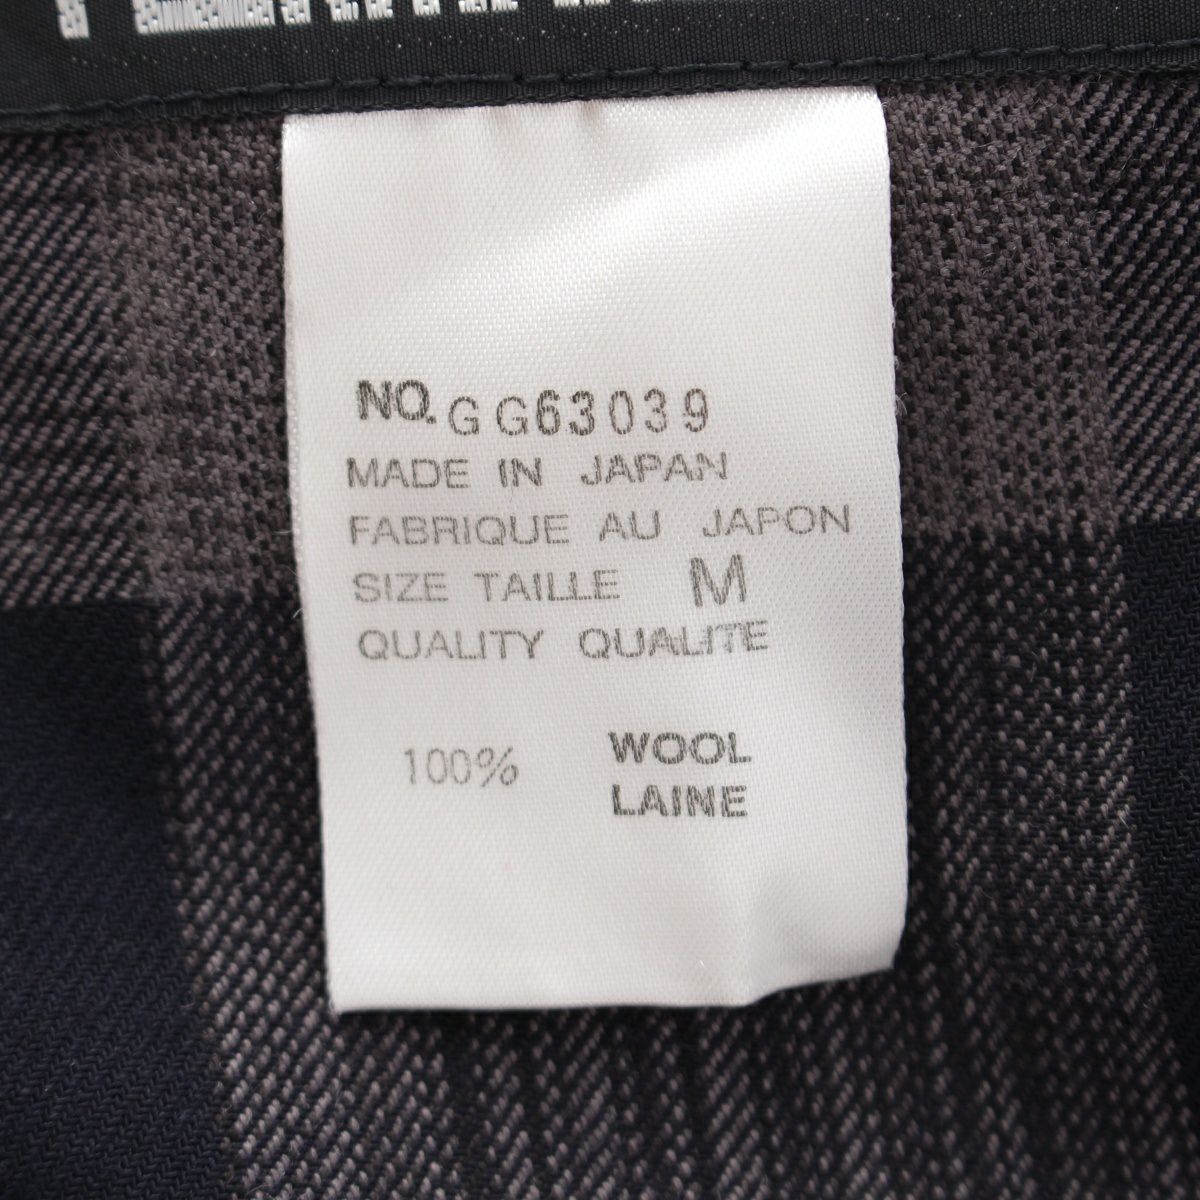 NO. GG63039
MADE IN JAPAN
FABRIQUE AU JAPON
SIZE TAILLE M
QUALITY QUALITE
100% WOOL
LAINE